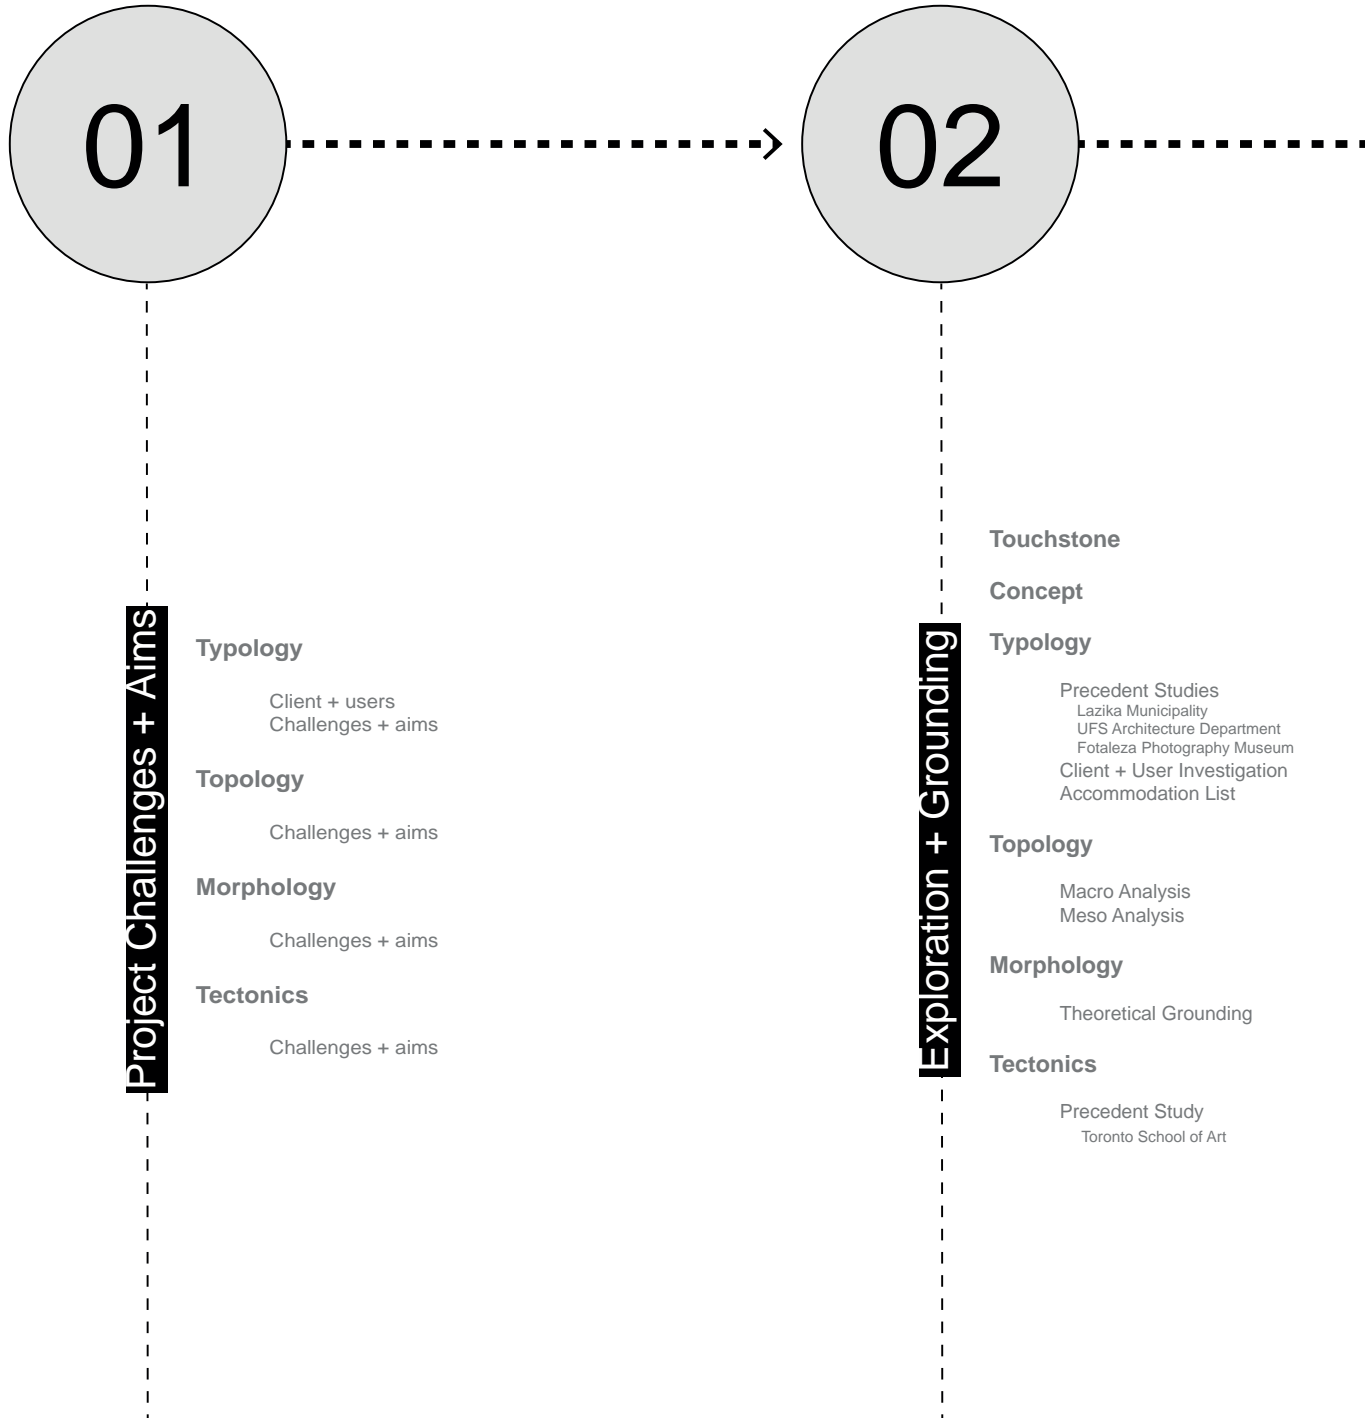 01
Project Challenges + Aims
Typology
Client + users
Challenges + aims
Topology
Challenges + aims
Morphology
Challenges + aims
Tectonics
Challenges + aims
02
Exploration + Grounding
Touchstone
Concept
Typology
Precedent Studies
Lazika Municipality
UFS Architecture Department
Fotaleza Photography Museum
Client + User Investigation
Accommodation List
Topology
Macro Analysis
Meso Analysis
Morphology
Theoretical Grounding
Tectonics
Precedent Study
Toronto School of Art